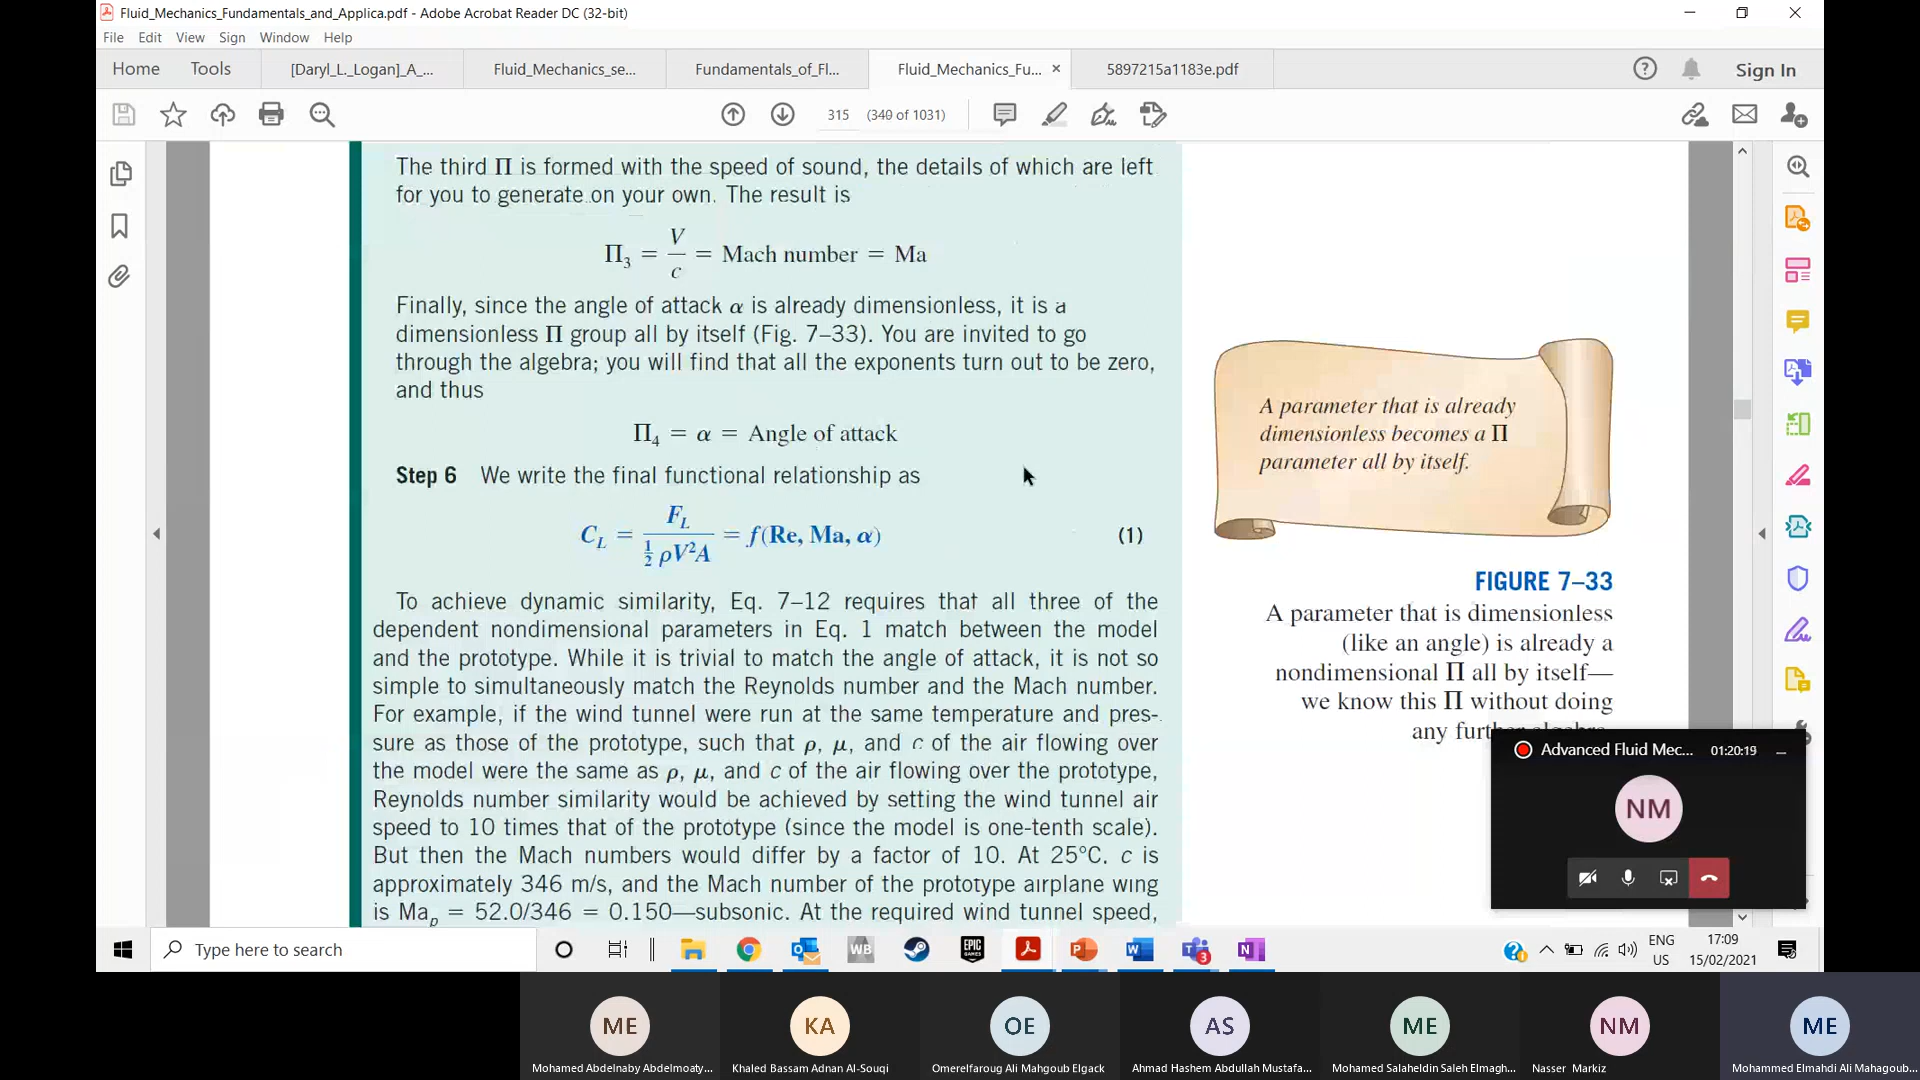 Fluid_Mechanics_Fundamentals_and_Applica.pdf - Adobe Acrobat Reader DC (32-bit)
File Edit View Sign Window Help
Home Tools [Daryl_L._Logan]_A_... Fluid_Mechanics_se... Fundamentals_of_Fl... Fluid_Mechanics_Fu... × 5897215a1183e.pdf Sign In
315 (340 of 1031)
The third Π is formed with the speed of sound, the details of which are left
for you to generate on your own. The result is
Π₃ = V/c = Mach number = Ma
Finally, since the angle of attack α is already dimensionless, it is a
dimensionless Π group all by itself (Fig. 7–33). You are invited to go
through the algebra; you will find that all the exponents turn out to be zero,
and thus
Π₄ = α = Angle of attack
Step 6 We write the final functional relationship as
C_L = F_L / (½ ρV²A) = f(Re, Ma, α) (1)
To achieve dynamic similarity, Eq. 7–12 requires that all three of the
dependent nondimensional parameters in Eq. 1 match between the model
and the prototype. While it is trivial to match the angle of attack, it is not so
simple to simultaneously match the Reynolds number and the Mach number.
For example, if the wind tunnel were run at the same temperature and pres-
sure as those of the prototype, such that ρ, μ, and c of the air flowing over
the model were the same as ρ, μ, and c of the air flowing over the prototype,
Reynolds number similarity would be achieved by setting the wind tunnel air
speed to 10 times that of the prototype (since the model is one-tenth scale).
But then the Mach numbers would differ by a factor of 10. At 25°C, c is
approximately 346 m/s, and the Mach number of the prototype airplane wing
is Ma_p = 52.0/346 = 0.150—subsonic. At the required wind tunnel speed,
A parameter that is already
dimensionless becomes a Π
parameter all by itself.
FIGURE 7–33
A parameter that is dimensionless
(like an angle) is already a
nondimensional Π all by itself—
we know this Π without doing
any further algebra.
Advanced Fluid Mec... 01:20:19
NM
Type here to search
WB
EPIC GAMES
3
ENG
US
17:09
15/02/2021
ME KA OE AS ME NM ME
Mohamed Abdelnaby Abdelmoaty... Khaled Bassam Adnan Al-Souqi Omerelfaroug Ali Mahgoub Elgack Ahmad Hashem Abdullah Mustafa... Mohamed Salaheldin Saleh Elmagh... Nasser Markiz Mohammed Elmahdi Ali Mahagoub...